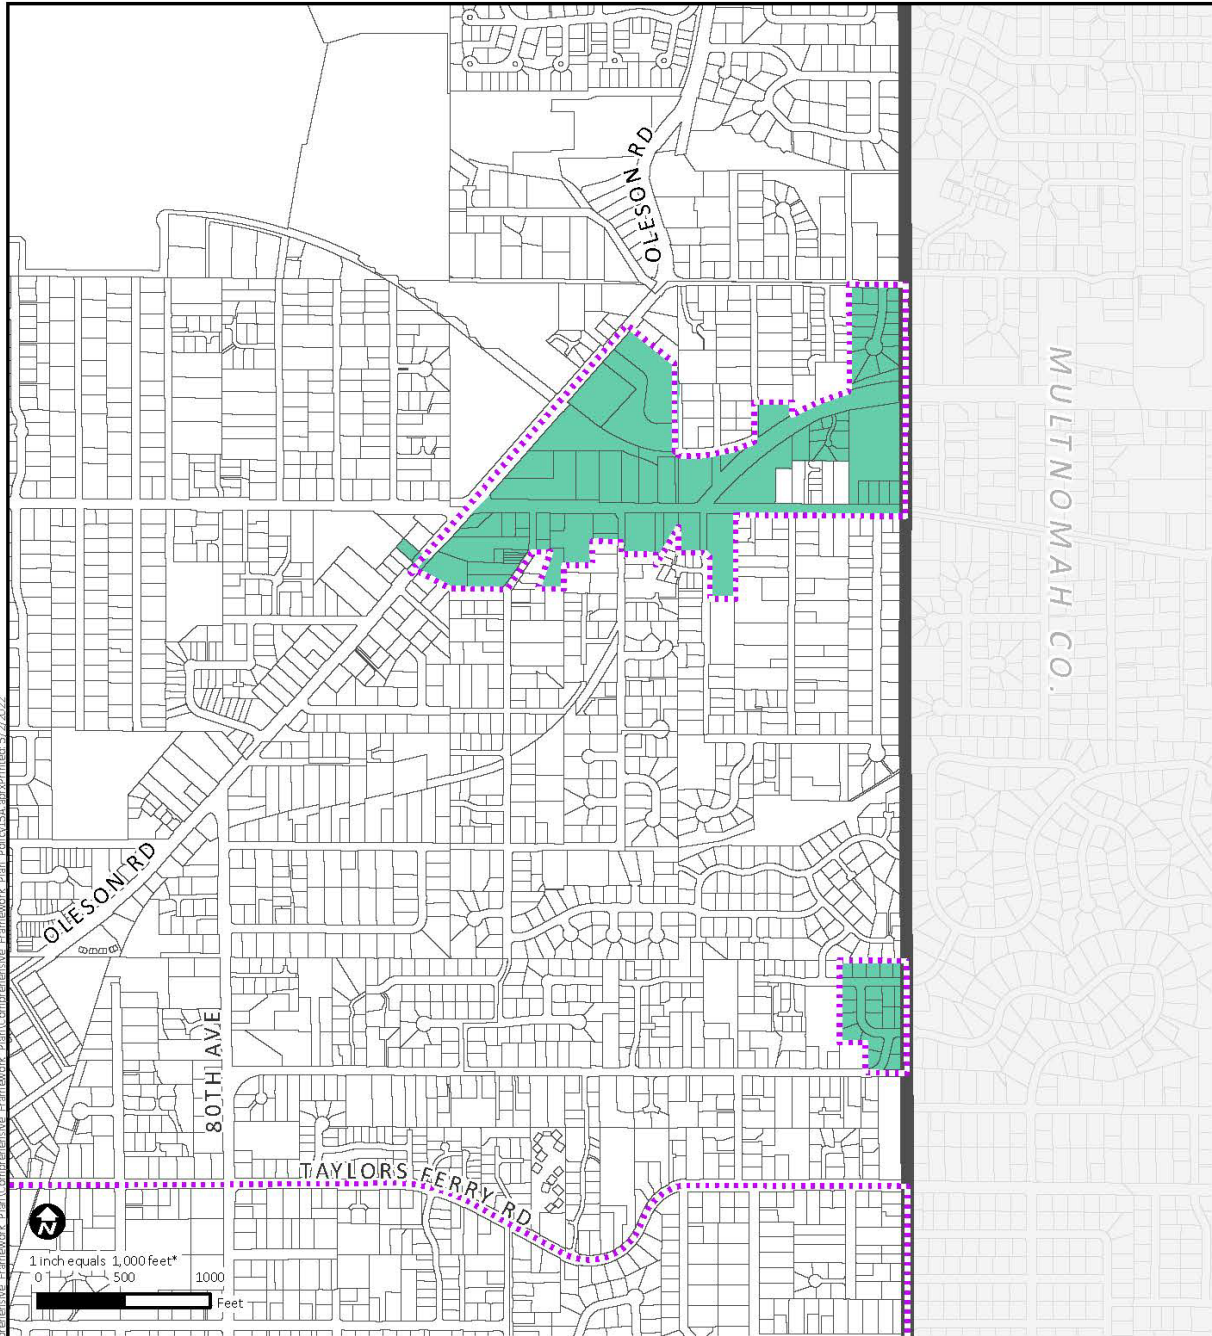 OLESON RD
MULTNOMAH CO.
OLESON RD
80TH AVE
TAYLORS FERRY RD
N
1 inch equals 1,000 feet*
0 500 1000
Feet